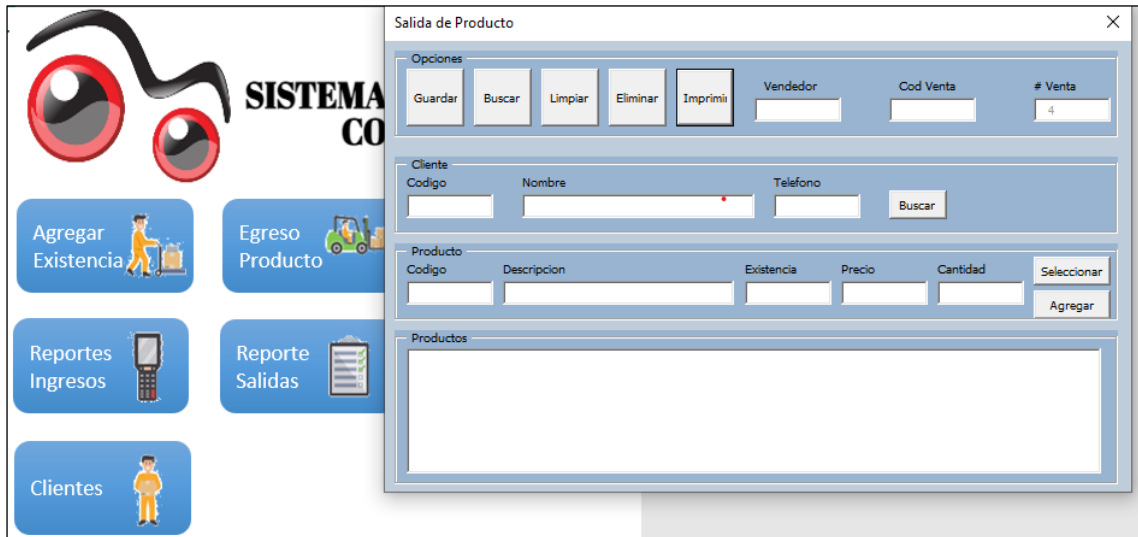 SISTEMA
CO
Agregar
Existencia
Egreso
Producto
Reportes
Ingresos
Reporte
Salidas
Clientes
Salida de Producto
Opciones
Guardar Buscar Limpiar Eliminar Imprimir Vendedor Cod Venta # Venta
4
Cliente
Codigo Nombre Telefono
Buscar
Producto
Codigo Descripcion Existencia Precio Cantidad Seleccionar
Agregar
Productos